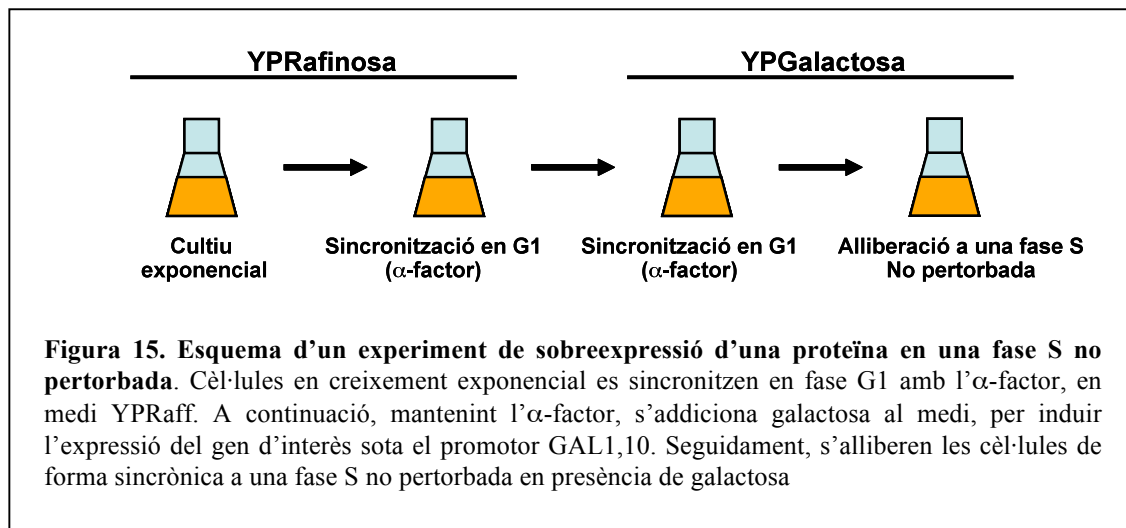 YPRafinosa
YPGalactosa
Cultiu
exponencial
Sincronització en G1
(α-factor)
Sincronització en G1
(α-factor)
Alliberació a una fase S
No pertorbada
Figura 15. Esquema d’un experiment de sobreexpressió d’una proteïna en una fase S no
pertorbada. Cèl·lules en creixement exponencial es sincronitzen en fase G1 amb l’α-factor, en
medi YPRaff. A continuació, mantenint l’α-factor, s’addiciona galactosa al medi, per induir
l’expressió del gen d’interès sota el promotor GAL1,10. Seguidament, s’alliberen les cèl·lules de
forma sincrònica a una fase S no pertorbada en presència de galactosa